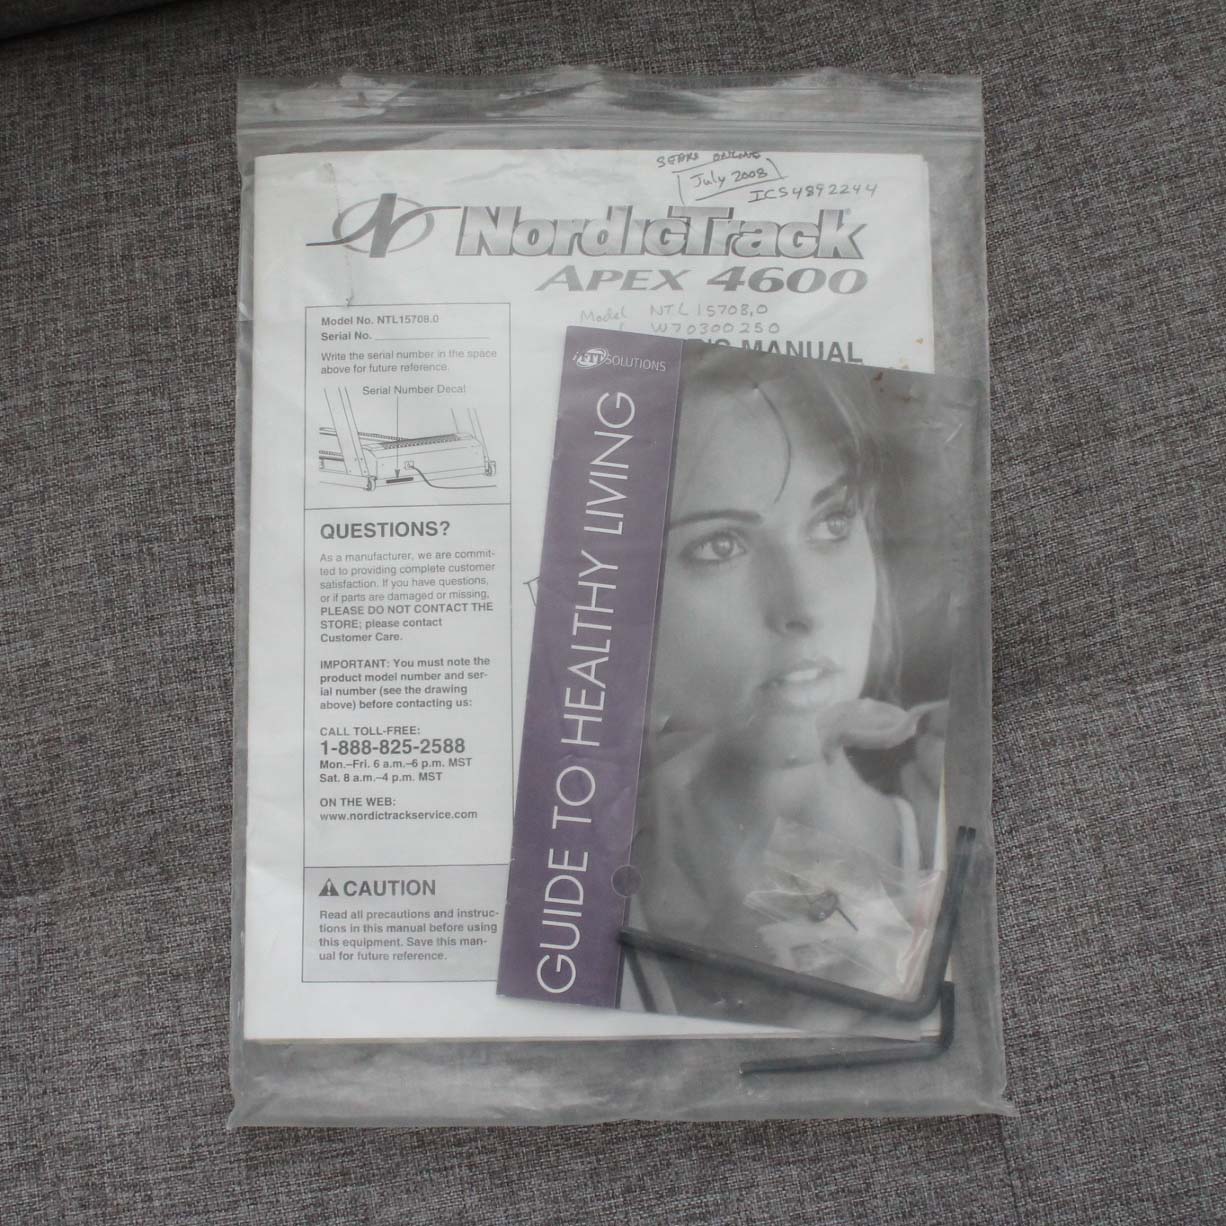 SEARS ONLINE
July 2008
ICS4892244
NORDICTRACK
APEX 4600
Model NTL15708,0
W70300250
'S MANUAL
Model No. NTL15708.0
Serial No.
Write the serial number in the space
above for future reference.
Serial Number Decal
QUESTIONS?
As a manufacturer, we are commit-
ted to providing complete customer
satisfaction. If you have questions,
or if parts are damaged or missing,
PLEASE DO NOT CONTACT THE
STORE; please contact
Customer Care.
IMPORTANT: You must note the
product model number and ser-
ial number (see the drawing
above) before contacting us:
CALL TOLL-FREE:
1-888-825-2588
Mon.–Fri. 6 a.m.–6 p.m. MST
Sat. 8 a.m.–4 p.m. MST
ON THE WEB:
www.nordictrackservice.com
CAUTION
Read all precautions and instruc-
tions in this manual before using
this equipment. Save this man-
ual for future reference.
iFIT SOLUTIONS
GUIDE TO HEALTHY LIVING